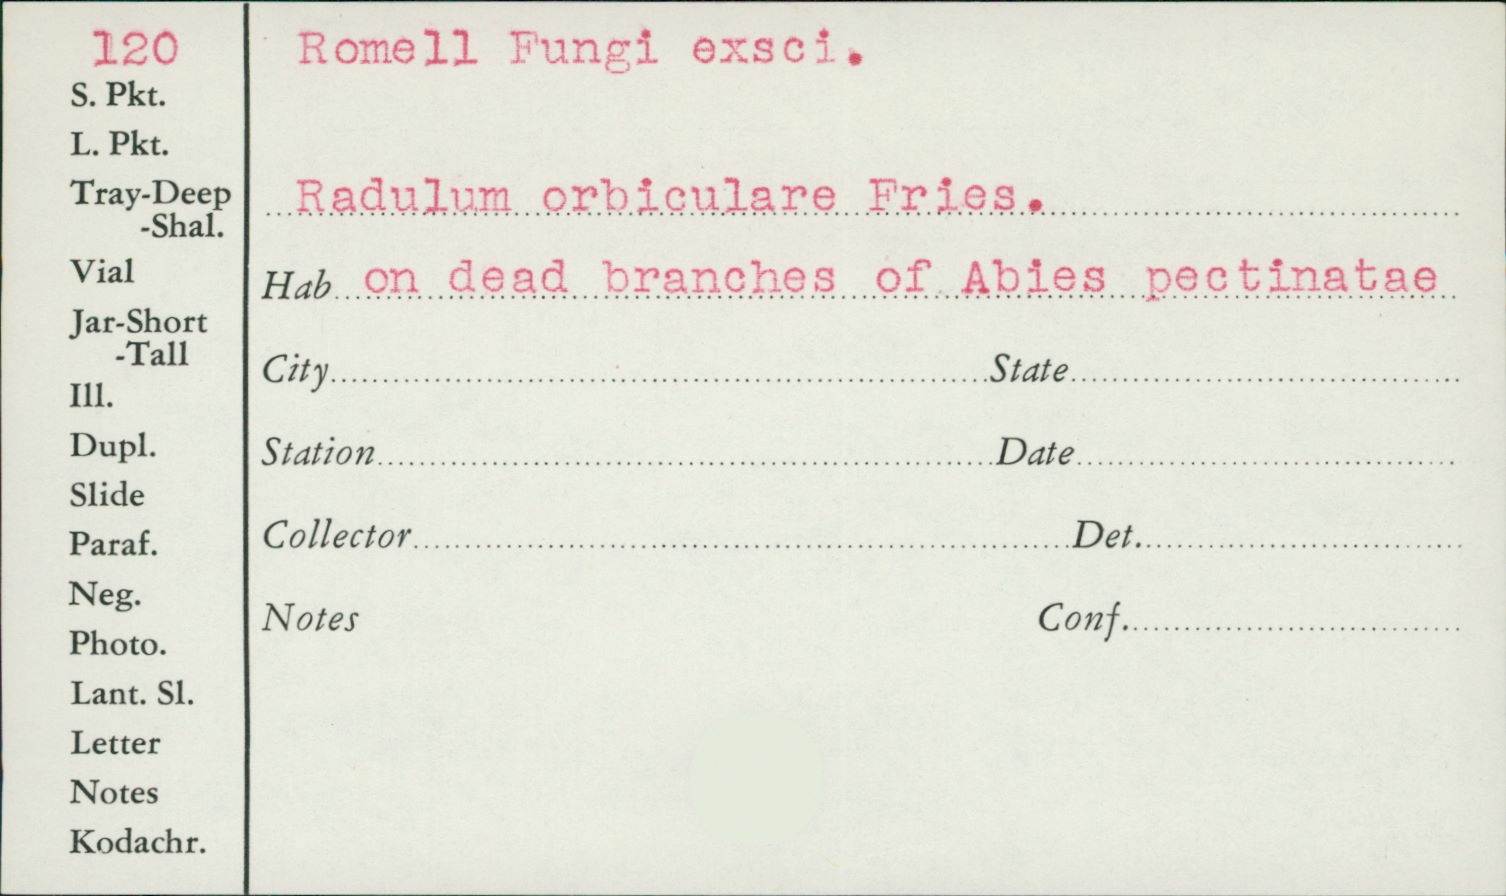 120
Romell Fungi exsci.
S. Pkt.
L. Pkt.
Tray-Deep
-Shal.
Radulum orbiculare Fries.
Vial
Hab on dead branches of Abies pectinatae
Jar-Short
-Tall
City State
Ill.
Dupl.
Station Date
Slide
Paraf.
Collector Det.
Neg.
Notes Conf.
Photo.
Lant. Sl.
Letter
Notes
Kodachr.